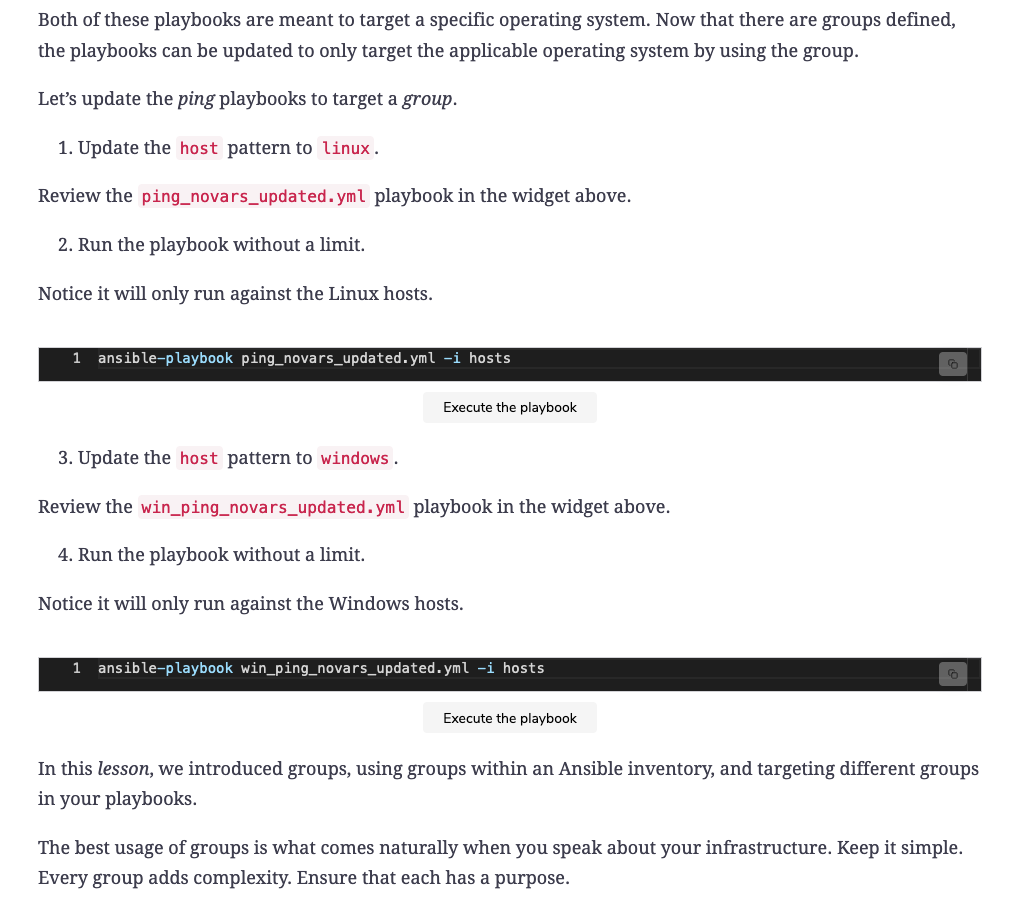 Both of these playbooks are meant to target a specific operating system. Now that there are groups defined,
the playbooks can be updated to only target the applicable operating system by using the group.
Let’s update the ping playbooks to target a group.
1. Update the host pattern to linux.
Review the ping_novars_updated.yml playbook in the widget above.
2. Run the playbook without a limit.
Notice it will only run against the Linux hosts.
1 ansible-playbook ping_novars_updated.yml -i hosts
Execute the playbook
3. Update the host pattern to windows.
Review the win_ping_novars_updated.yml playbook in the widget above.
4. Run the playbook without a limit.
Notice it will only run against the Windows hosts.
1 ansible-playbook win_ping_novars_updated.yml -i hosts
Execute the playbook
In this lesson, we introduced groups, using groups within an Ansible inventory, and targeting different groups
in your playbooks.
The best usage of groups is what comes naturally when you speak about your infrastructure. Keep it simple.
Every group adds complexity. Ensure that each has a purpose.